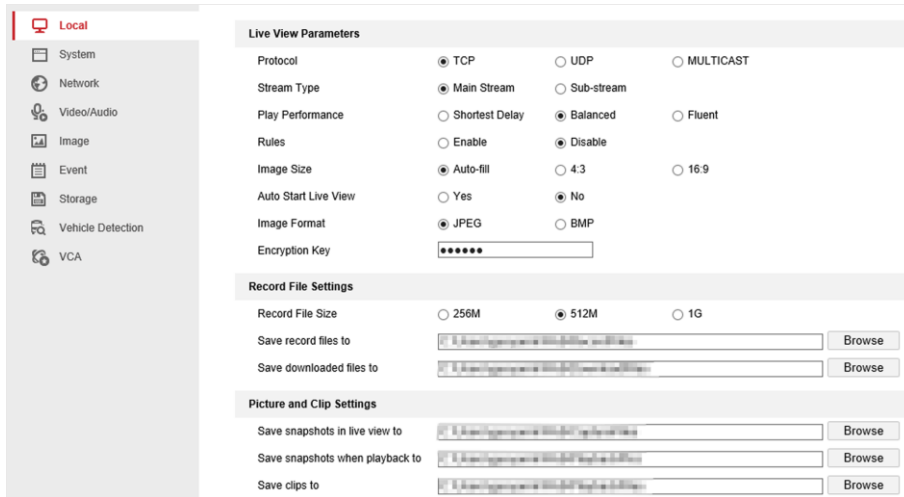 Local
System
Network
Video/Audio
Image
Event
Storage
Vehicle Detection
VCA
Live View Parameters
Protocol TCP UDP MULTICAST
Stream Type Main Stream Sub-stream
Play Performance Shortest Delay Balanced Fluent
Rules Enable Disable
Image Size Auto-fill 4:3 16:9
Auto Start Live View Yes No
Image Format JPEG BMP
Encryption Key ••••••
Record File Settings
Record File Size 256M 512M 1G
Save record files to Browse
Save downloaded files to Browse
Picture and Clip Settings
Save snapshots in live view to Browse
Save snapshots when playback to Browse
Save clips to Browse